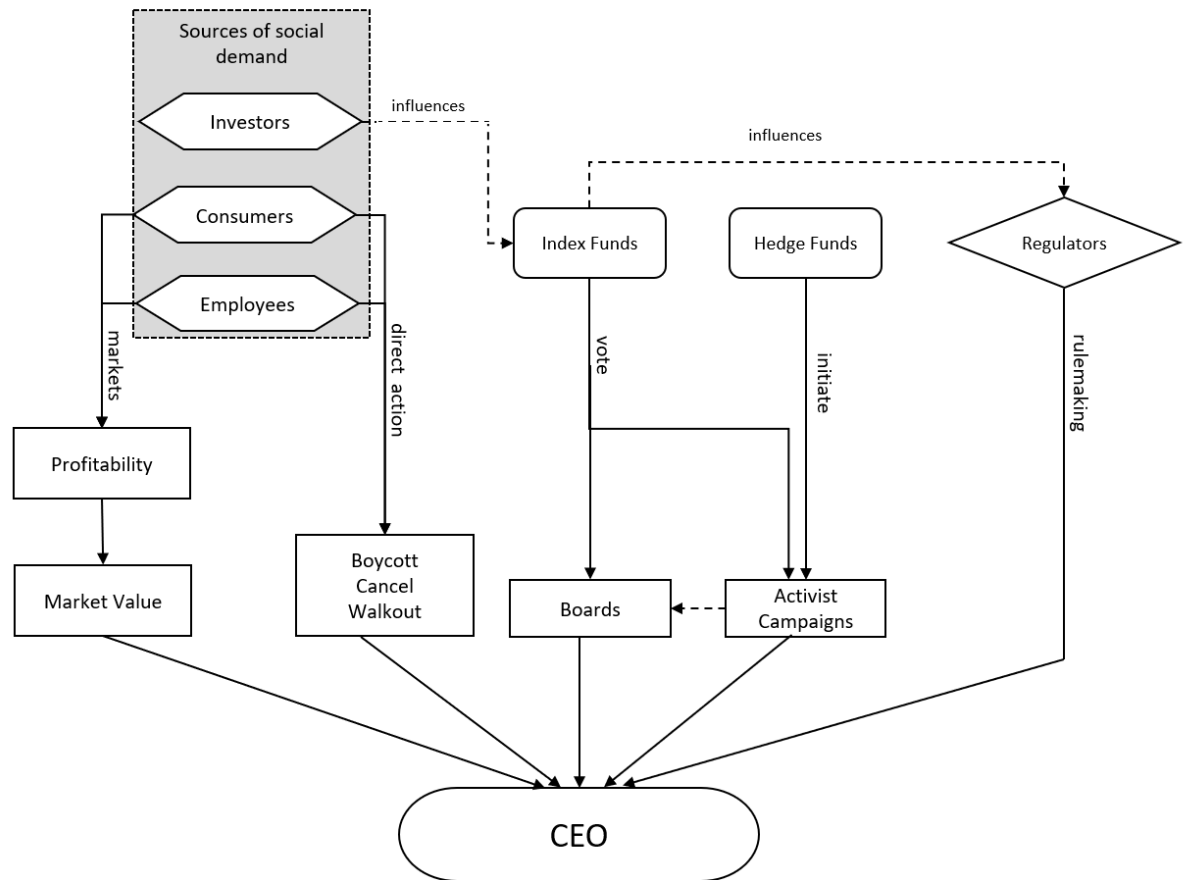 Sources of social
demand
Investors
influences
influences
Consumers
Index Funds
Hedge Funds
Regulators
Employees
markets
direct action
vote
initiate
rulemaking
Profitability
Market Value
Boycott
Cancel
Walkout
Boards
Activist
Campaigns
CEO